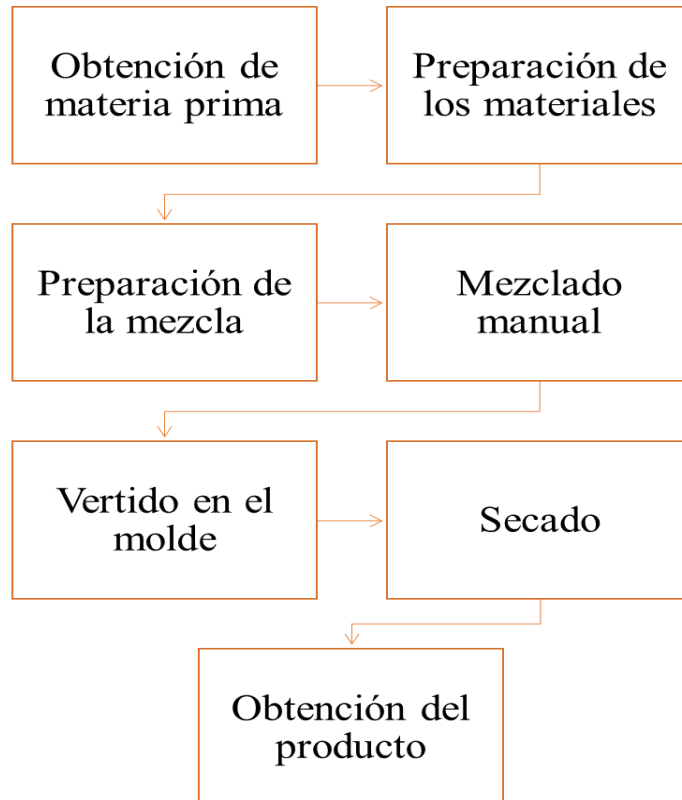 Obtención de
materia prima
Preparación de
los materiales
Preparación de
la mezcla
Mezclado
manual
Vertido en el
molde
Secado
Obtención del
producto